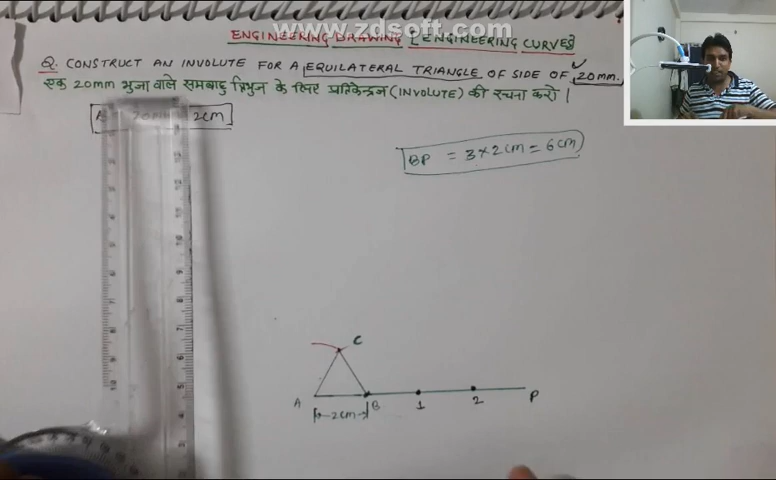 www.zdsoft.com
ENGINEERING DRAWING & ENGINEERING CURVES
Q. CONSTRUCT AN INVOLUTE FOR A EQUILATERAL TRIANGLE OF SIDE OF 20mm.
एक 20mm भुजा वाले समबाहु त्रिभुज के लिए प्रतिकेन्द्रज (INVOLUTE) की रचना करो |
2cm
BP = 3×2cm = 6cm
C
A
B
1
2
P
2cm